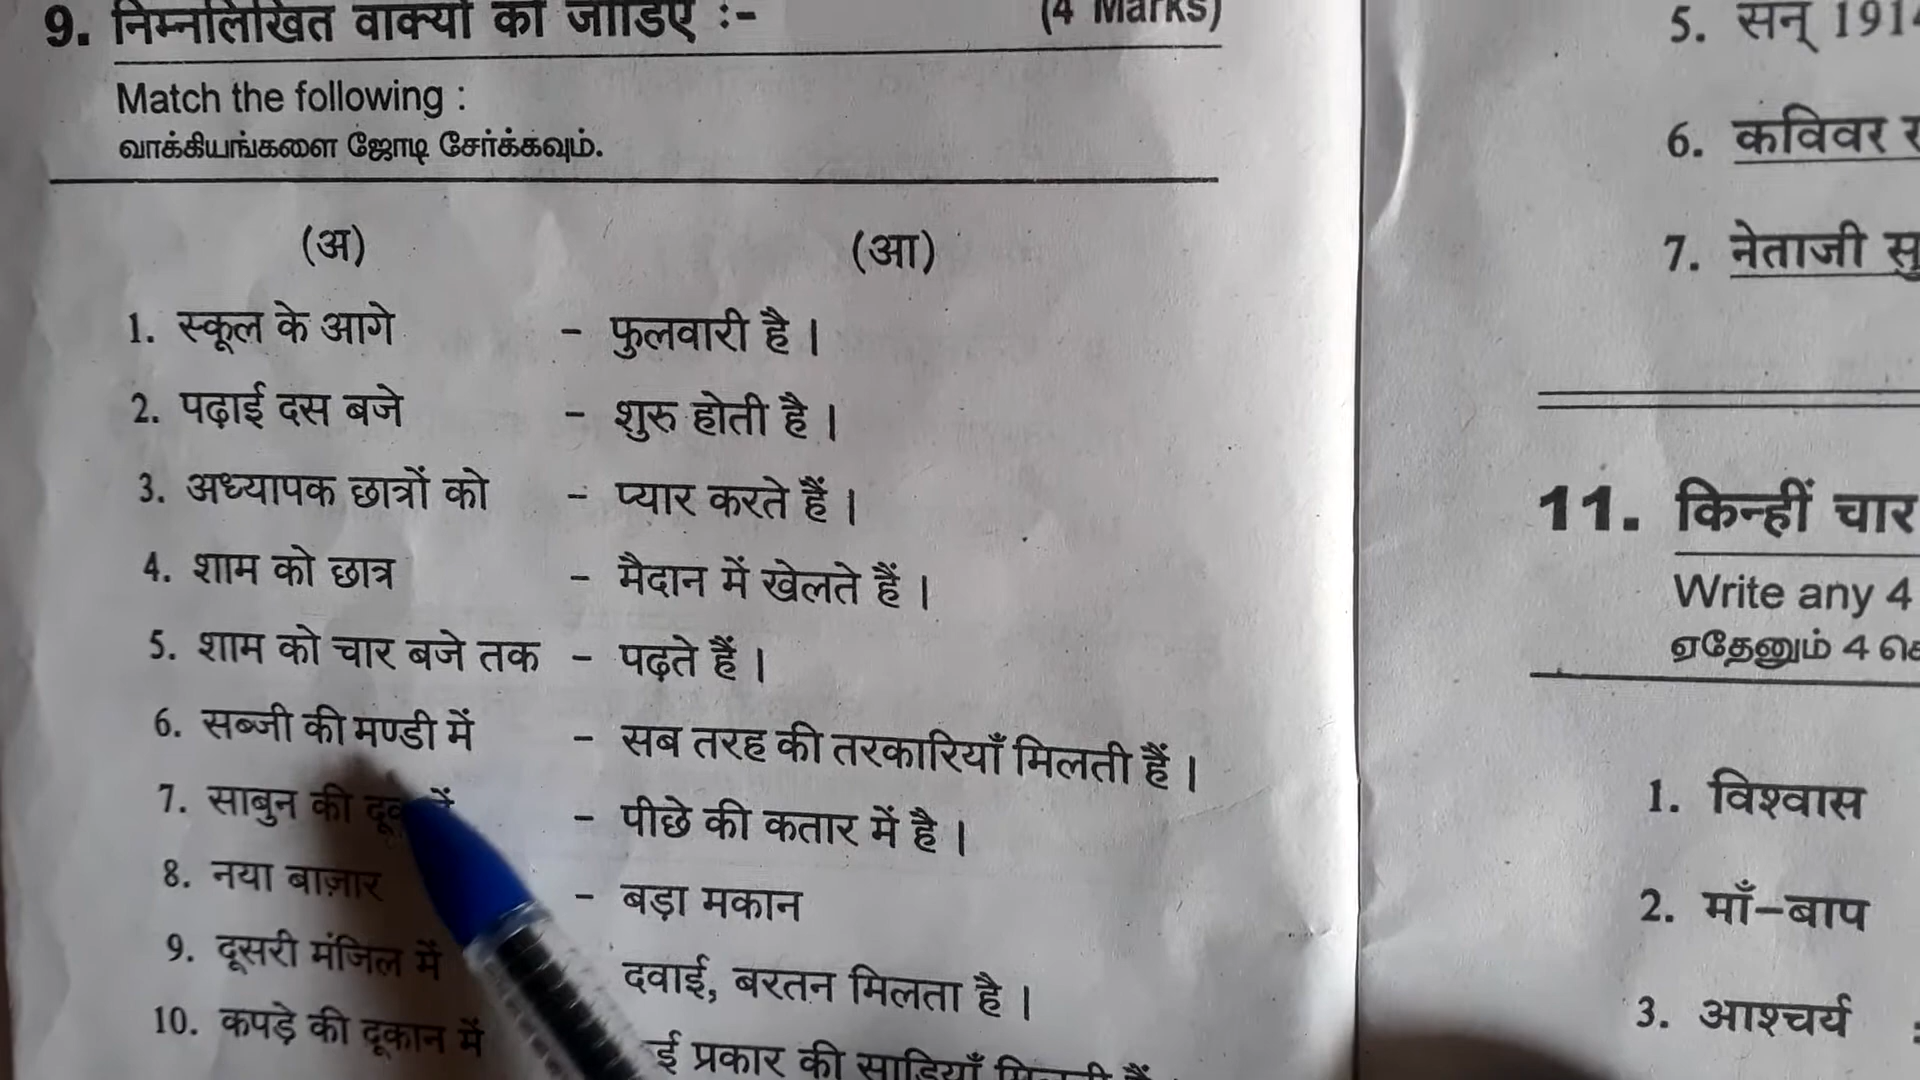 9. निम्नलिखित वाक्यों को जोडिए :- (4 Marks)
Match the following :
வாக்கியங்களை ஜோடி சேர்க்கவும்.
(अ) (आ)
1. स्कूल के आगे - फुलवारी है ।
2. पढ़ाई दस बजे - शुरु होती है ।
3. अध्यापक छात्रों को - प्यार करते हैं ।
4. शाम को छात्र - मैदान में खेलते हैं ।
5. शाम को चार बजे तक - पढ़ते हैं ।
6. सब्जी की मण्डी में - सब तरह की तरकारियाँ मिलती हैं ।
7. साबुन की में - पीछे की कतार में है ।
8. नया बाज़ार - बड़ा मकान
9. दूसरी मंजिल में दवाई, बरतन मिलता है ।
10. कपड़े की दूकान में प्रकार की साड़ियाँ
5. सन् 191
6. कविवर
7. नेताजी
11. किन्हीं चार
Write any 4
ஏதேனும் 4
1. विश्वास
2. माँ-बाप
3. आश्चर्य :